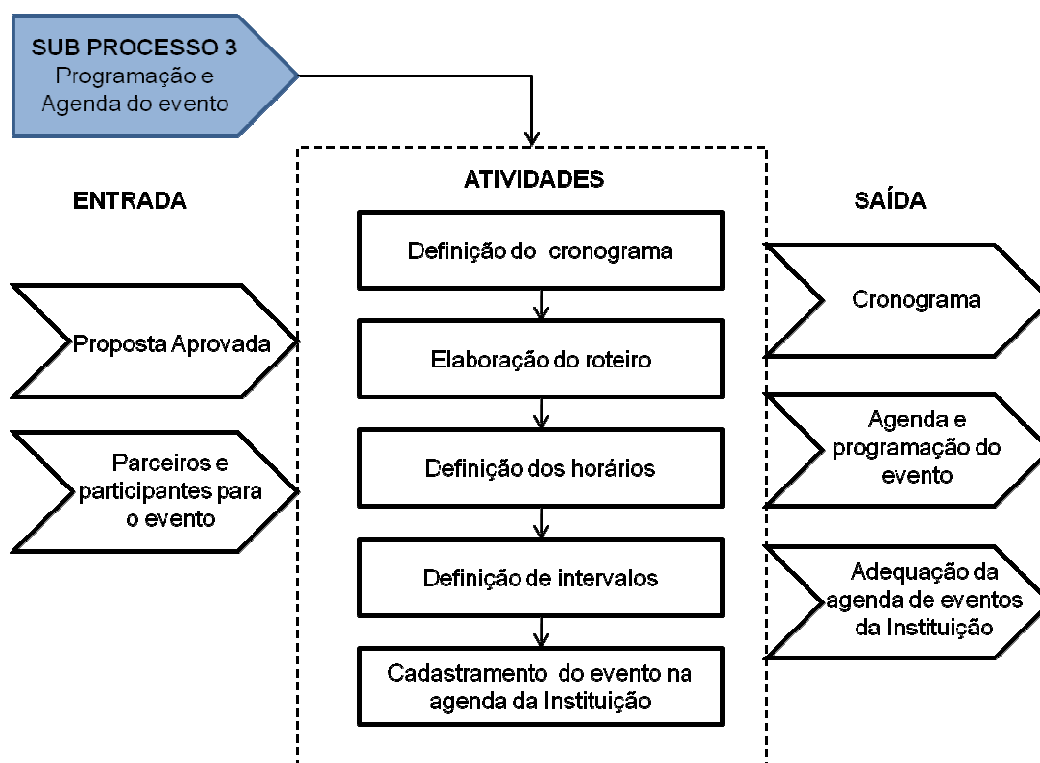 SUB PROCESSO 3
Programação e
Agenda do evento
ENTRADA
Proposta Aprovada
Parceiros e
participantes para
o evento
ATIVIDADES
Definição do cronograma
Elaboração do roteiro
Definição dos horários
Definição de intervalos
Cadastramento do evento na
agenda da Instituição
SAÍDA
Cronograma
Agenda e
programação do
evento
Adequação da
agenda de eventos
da Instituição